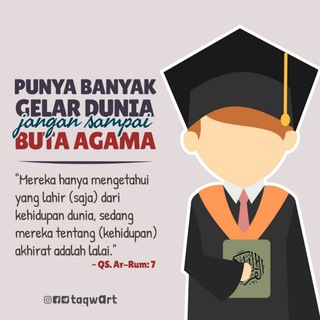 PUNYA BANYAK
GELAR DUNIA
jangan sampai
BUTA AGAMA
"Mereka hanya mengetahui
yang lahir (saja) dari
kehidupan dunia, sedang
mereka tentang (kehidupan)
akhirat adalah lalai."
- QS. Ar-Rum: 7
taqwart